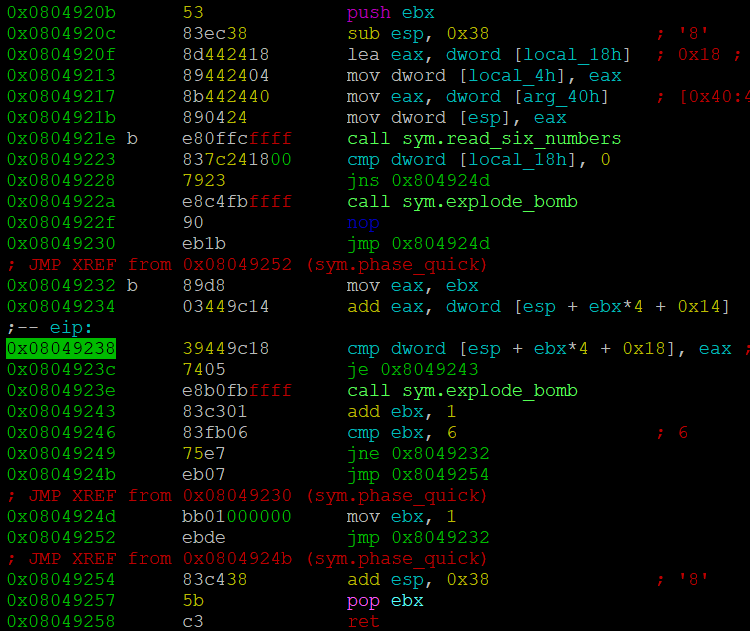 0x0804920b 53 push ebx
0x0804920c 83ec38 sub esp, 0x38 ; '8'
0x0804920f 8d442418 lea eax, dword [local_18h] ; 0x18 ;
0x08049213 89442404 mov dword [local_4h], eax
0x08049217 8b442440 mov eax, dword [arg_40h] ; [0x40:4
0x0804921b 890424 mov dword [esp], eax
0x0804921e b e80ffcffff call sym.read_six_numbers
0x08049223 837c241800 cmp dword [local_18h], 0
0x08049228 7923 jns 0x804924d
0x0804922a e8c4fbffff call sym.explode_bomb
0x0804922f 90 nop
0x08049230 eb1b jmp 0x804924d
; JMP XREF from 0x08049252 (sym.phase_quick)
0x08049232 b 89d8 mov eax, ebx
0x08049234 03449c14 add eax, dword [esp + ebx*4 + 0x14]
;-- eip:
0x08049238 39449c18 cmp dword [esp + ebx*4 + 0x18], eax ;
0x0804923c 7405 je 0x8049243
0x0804923e e8b0fbffff call sym.explode_bomb
0x08049243 83c301 add ebx, 1
0x08049246 83fb06 cmp ebx, 6 ; 6
0x08049249 75e7 jne 0x8049232
0x0804924b eb07 jmp 0x8049254
; JMP XREF from 0x08049230 (sym.phase_quick)
0x0804924d bb01000000 mov ebx, 1
0x08049252 ebde jmp 0x8049232
; JMP XREF from 0x0804924b (sym.phase_quick)
0x08049254 83c438 add esp, 0x38 ; '8'
0x08049257 5b pop ebx
0x08049258 c3 ret